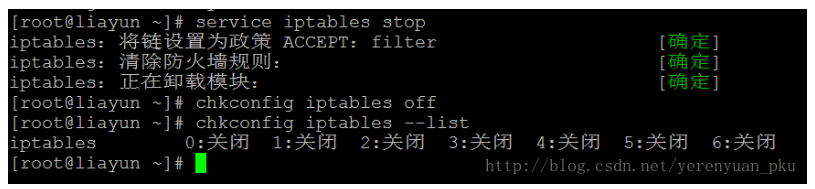 [root@liayun ~]# service iptables stop
iptables: 将链设置为政策 ACCEPT: filter [确定]
iptables: 清除防火墙规则: [确定]
iptables: 正在卸载模块: [确定]
[root@liayun ~]# chkconfig iptables off
[root@liayun ~]# chkconfig iptables --list
iptables 0:关闭 1:关闭 2:关闭 3:关闭 4:关闭 5:关闭 6:关闭
[root@liayun ~]#
http://blog.csdn.net/yerenyuan_pku